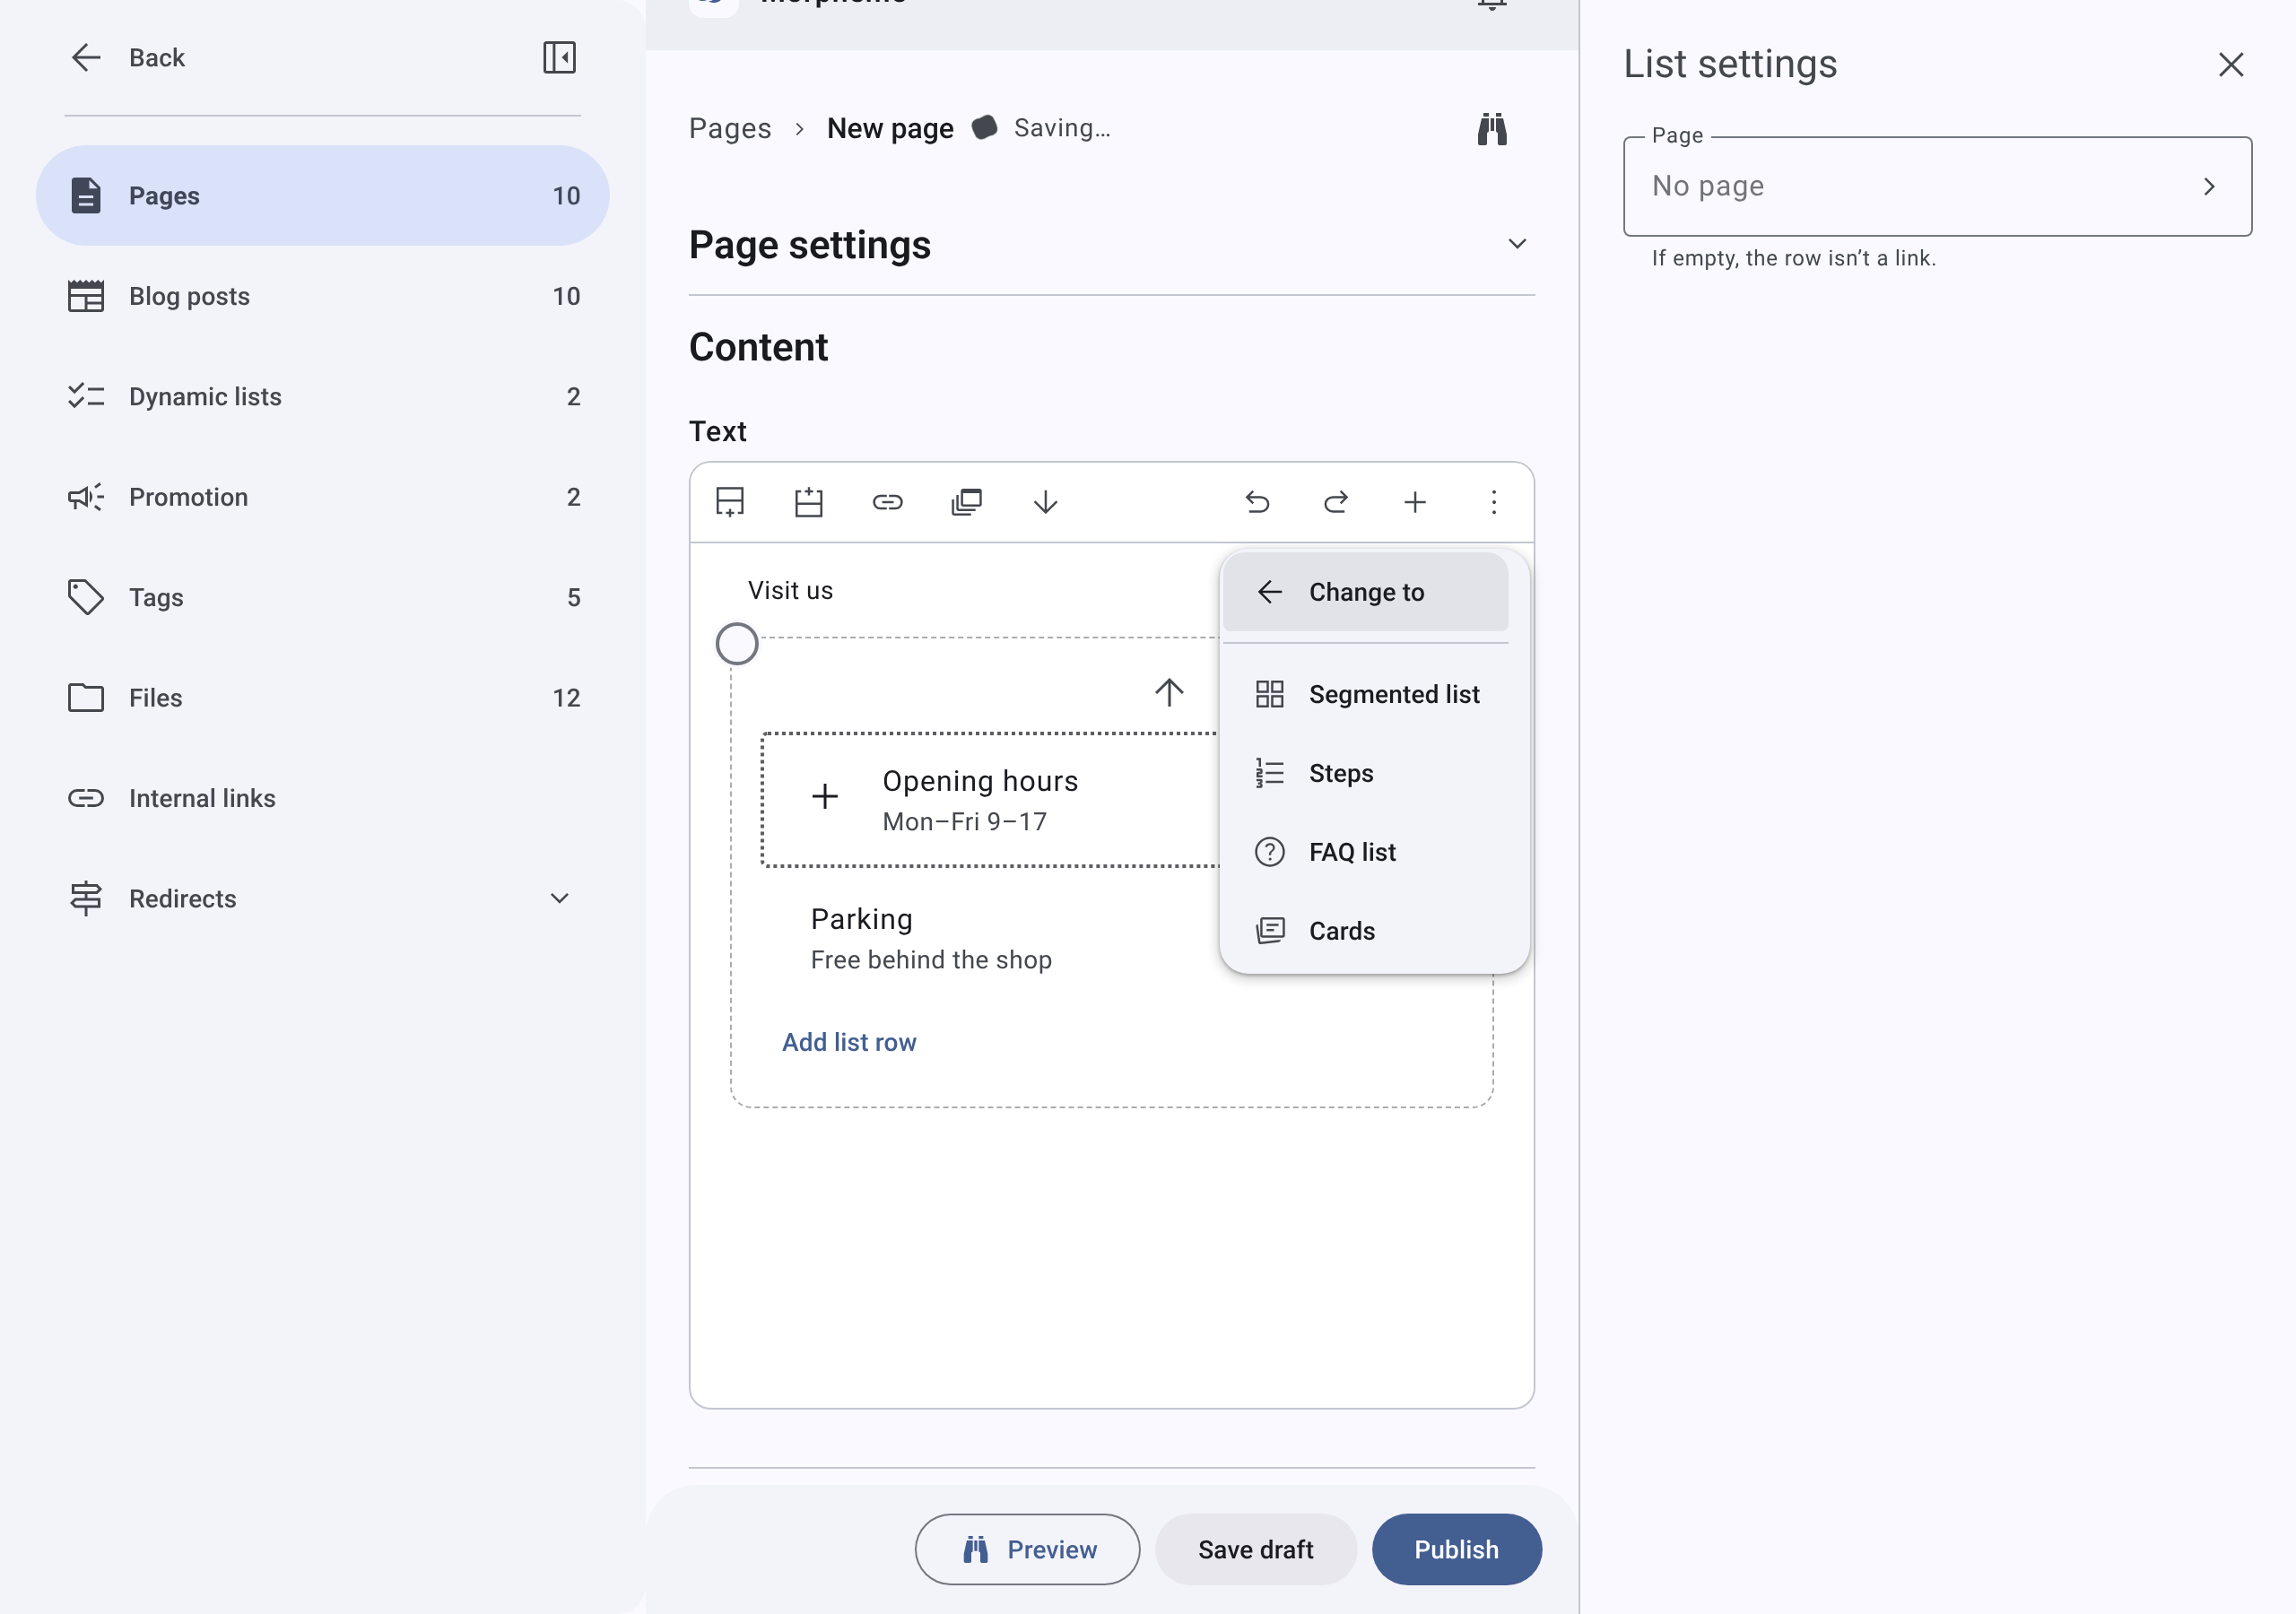 Back
Pages 10
Blog posts 10
Dynamic lists 2
Promotion 2
Tags 5
Files 12
Internal links
Redirects
Pages › New page Saving…
Page settings
Content
Text
Visit us
Opening hours
Mon–Fri 9–17
Parking
Free behind the shop
Add list row
Change to
Segmented list
Steps
FAQ list
Cards
Preview
Save draft
Publish
List settings
Page
No page
If empty, the row isn’t a link.